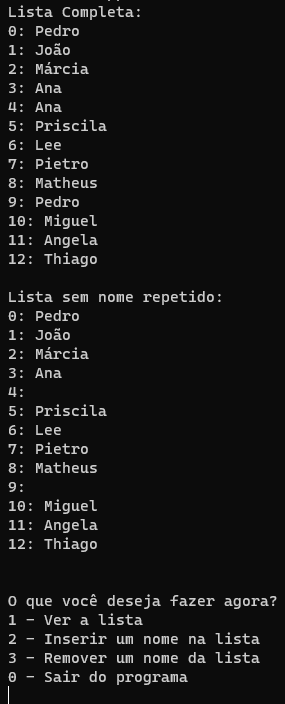 Lista Completa:
0: Pedro
1: João
2: Márcia
3: Ana
4: Ana
5: Priscila
6: Lee
7: Pietro
8: Matheus
9: Pedro
10: Miguel
11: Angela
12: Thiago
Lista sem nome repetido:
0: Pedro
1: João
2: Márcia
3: Ana
4:
5: Priscila
6: Lee
7: Pietro
8: Matheus
9:
10: Miguel
11: Angela
12: Thiago
O que você deseja fazer agora?
1 - Ver a lista
2 - Inserir um nome na lista
3 - Remover um nome da lista
0 - Sair do programa